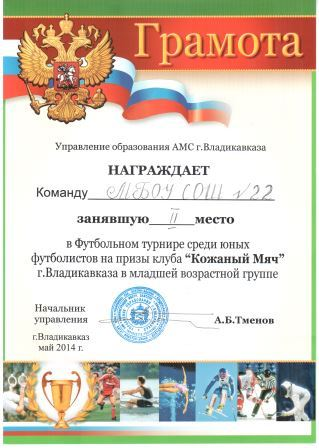 Грамота
Управление образования АМС г.Владикавказа
НАГРАЖДАЕТ
Команду МБОУ СОШ №22
занявшую II место
в Футбольном турнире среди юных
футболистов на призы клуба “Кожаный Мяч”
г.Владикавказа в младшей возрастной группе
Начальник
управления
А.Б.Тменов
г.Владикавказ
май 2014 г.